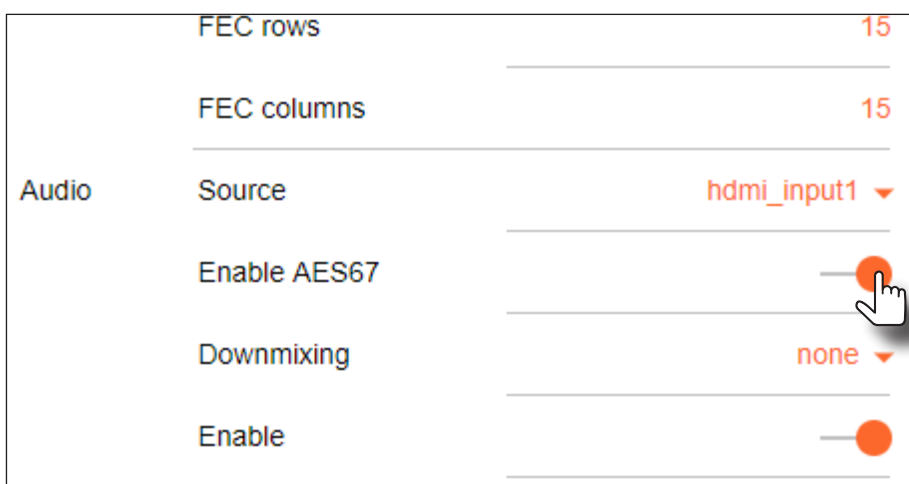 FEC rows 15
FEC columns 15
Audio Source hdmi_input1
Enable AES67
Downmixing none
Enable